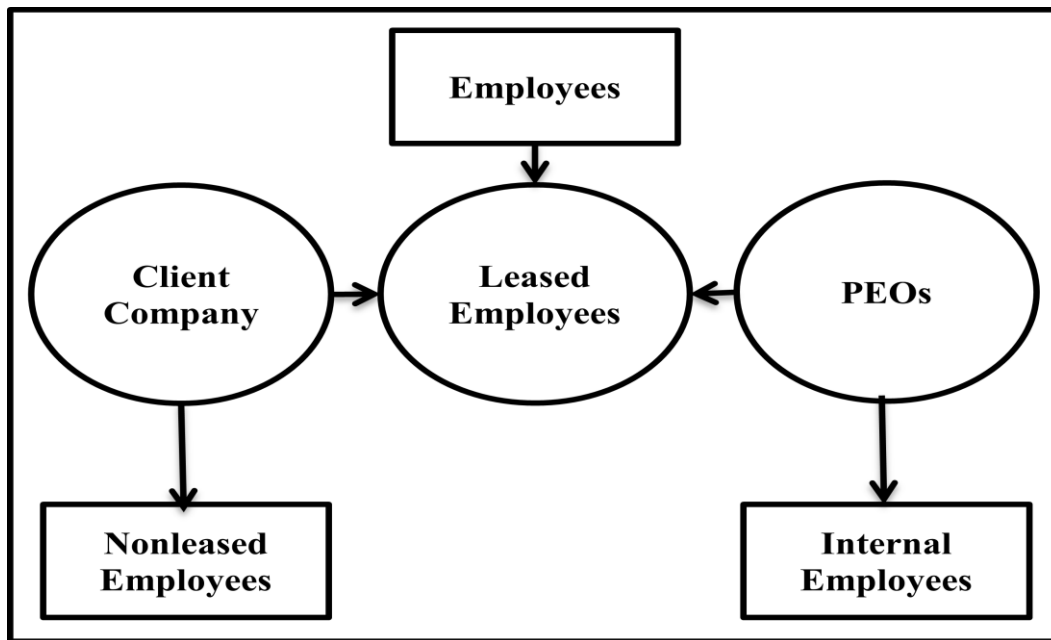 Employees
Client
Company
Leased
Employees
PEOs
Nonleased
Employees
Internal
Employees